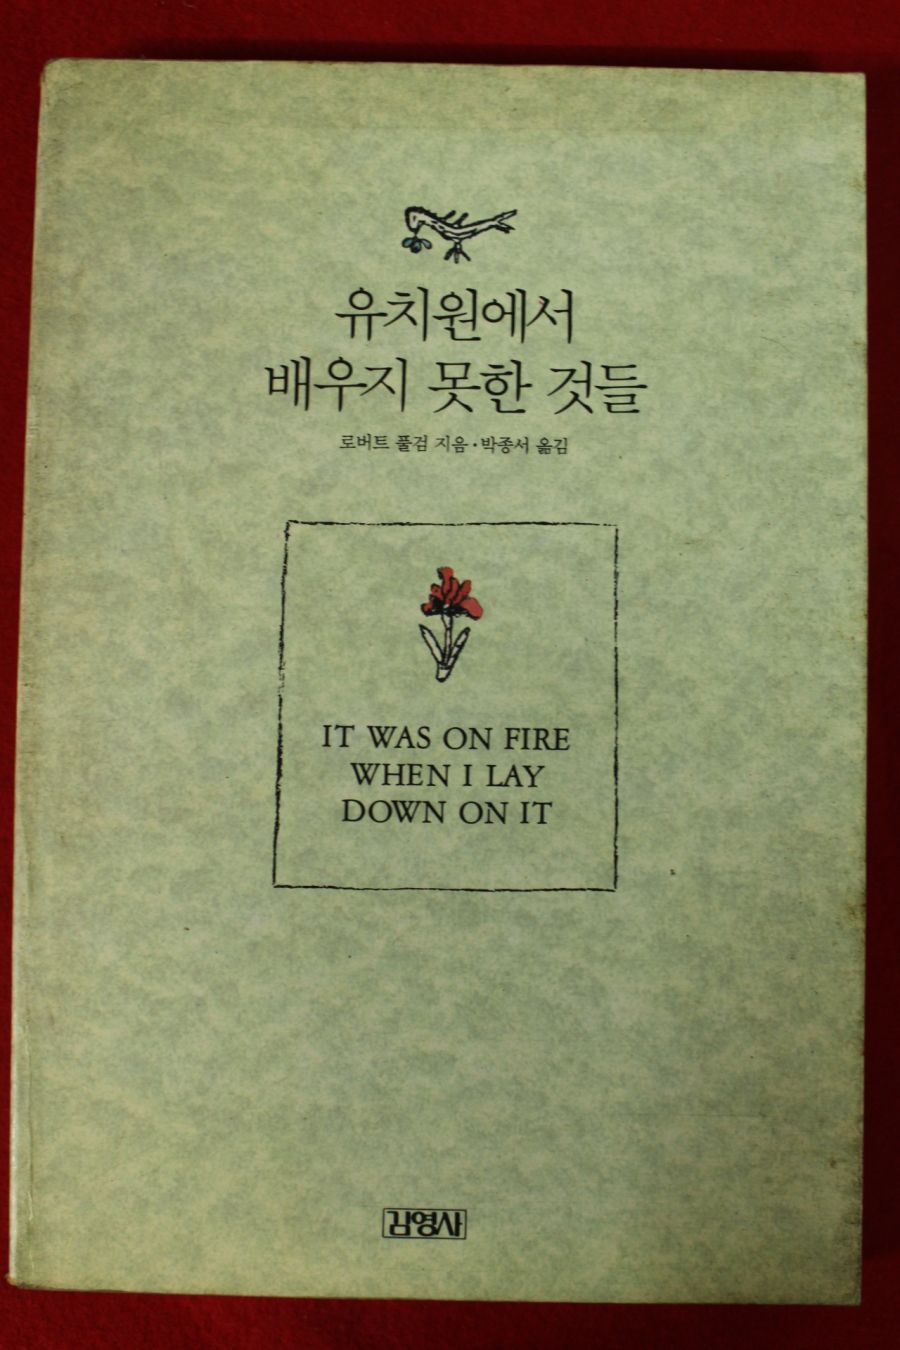 유치원에서
배우지 못한 것들
로버트 풀검 지음·박종서 옮김
IT WAS ON FIRE
WHEN I LAY
DOWN ON IT
김영사